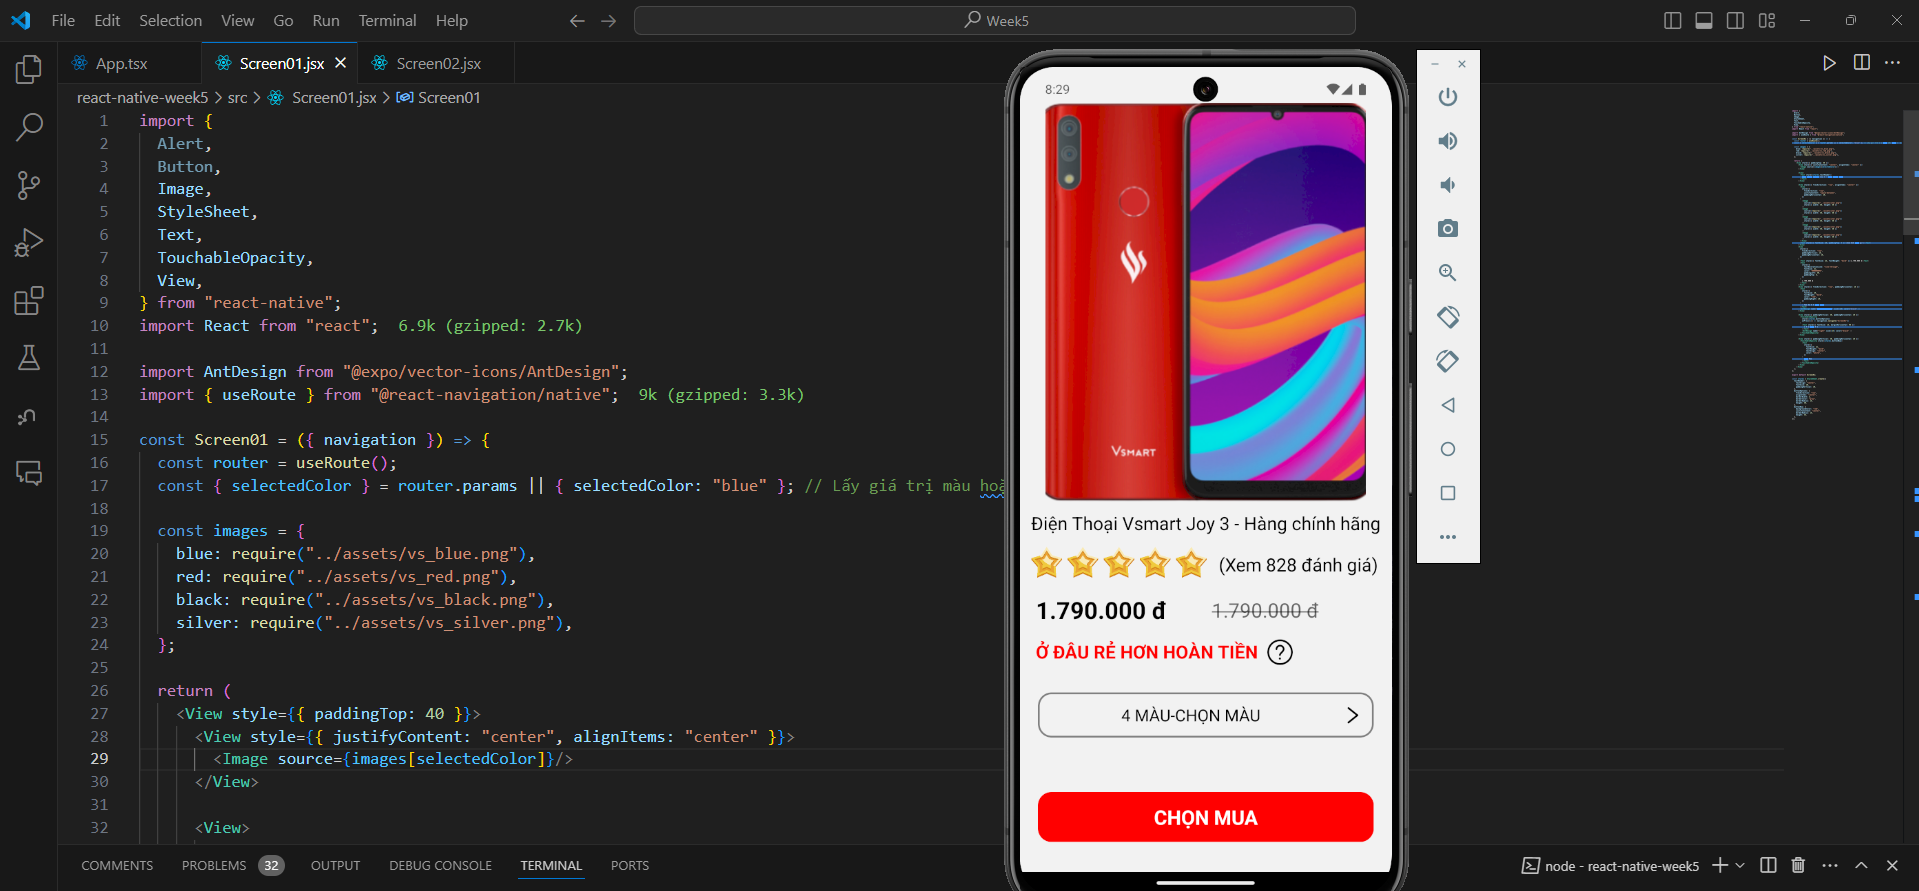 File Edit Selection View Go Run Terminal Help
Week5
App.tsx
Screen01.jsx
Screen02.jsx
react-native-week5 > src > Screen01.jsx > Screen01
1 import {
2 Alert,
3 Button,
4 Image,
5 StyleSheet,
6 Text,
7 TouchableOpacity,
8 View,
9 } from "react-native";
10 import React from "react"; 6.9k (gzipped: 2.7k)
11
12 import AntDesign from "@expo/vector-icons/AntDesign";
13 import { useRoute } from "@react-navigation/native"; 9k (gzipped: 3.3k)
14
15 const Screen01 = ({ navigation }) => {
16 const router = useRoute();
17 const { selectedColor } = router.params || { selectedColor: "blue" }; // Lấy giá trị màu
18
19 const images = {
20 blue: require("../assets/vs_blue.png"),
21 red: require("../assets/vs_red.png"),
22 black: require("../assets/vs_black.png"),
23 silver: require("../assets/vs_silver.png"),
24 };
25
26 return (
27 <View style={{ paddingTop: 40 }}>
28 <View style={{ justifyContent: "center", alignItems: "center" }}>
29 <Image source={images[selectedColor]}/>
30 </View>
31
32 <View>
8:29
VSMART
Điện Thoại Vsmart Joy 3 - Hàng chính hãng
(Xem 828 đánh giá)
1.790.000 đ 1.790.000 đ
Ở ĐÂU RẺ HƠN HOÀN TIỀN ?
4 MÀU-CHỌN MÀU
CHỌN MUA
COMMENTS PROBLEMS 32 OUTPUT DEBUG CONSOLE TERMINAL PORTS
node - react-native-week5